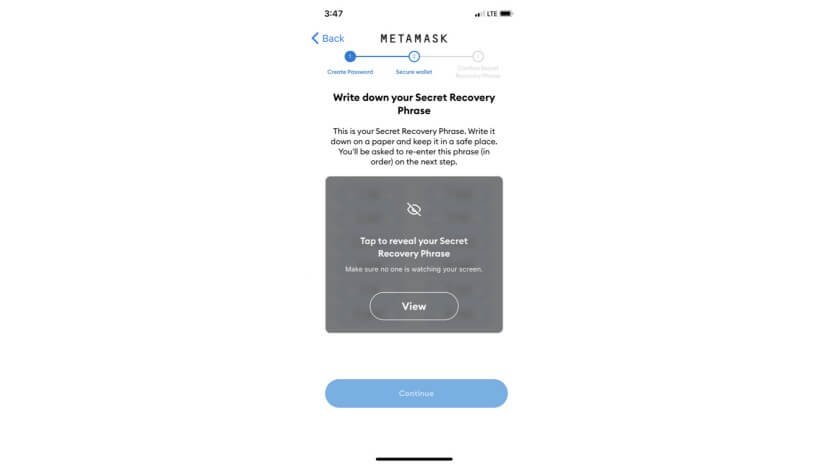 3:47
LTE
Back
METAMASK
1
2
3
Create Password
Secure wallet
Confirm Secret
Recovery Phrase
Write down your Secret Recovery
Phrase
This is your Secret Recovery Phrase. Write it
down on a paper and keep it in a safe place.
You'll be asked to re-enter this phrase (in
order) on the next step.
Tap to reveal your Secret
Recovery Phrase
Make sure no one is watching your screen.
View
Continue